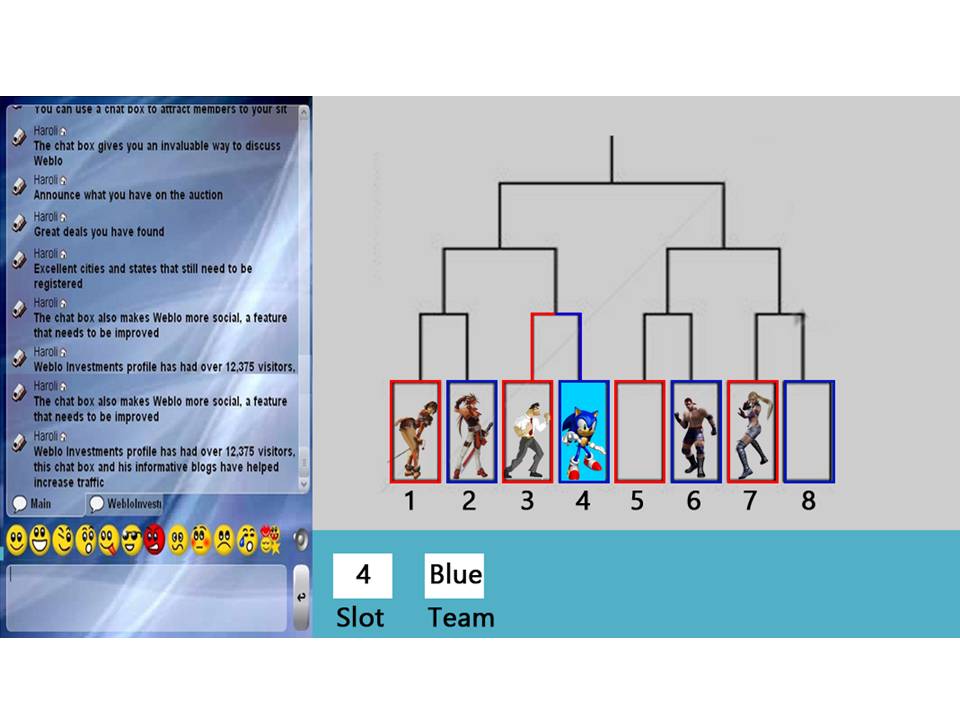 You can use a chat box to attract members to your sit
Haroli
The chat box gives you an invaluable way to discuss
Weblo
Haroli
Announce what you have on the auction
Haroli
Great deals you have found
Haroli
Excellent cities and states that still need to be
registered
Haroli
The chat box also makes Weblo more social, a feature
that needs to be improved
Haroli
Weblo Investments profile has had over 12,375 visitors,
Haroli
The chat box also makes Weblo more social, a feature
that needs to be improved
Haroli
Weblo Investments profile has had over 12,375 visitors,
this chat box and his informative blogs have helped
increase traffic
Main WebloInvesti
1 2 3 4 5 6 7 8
4 Blue
Slot Team